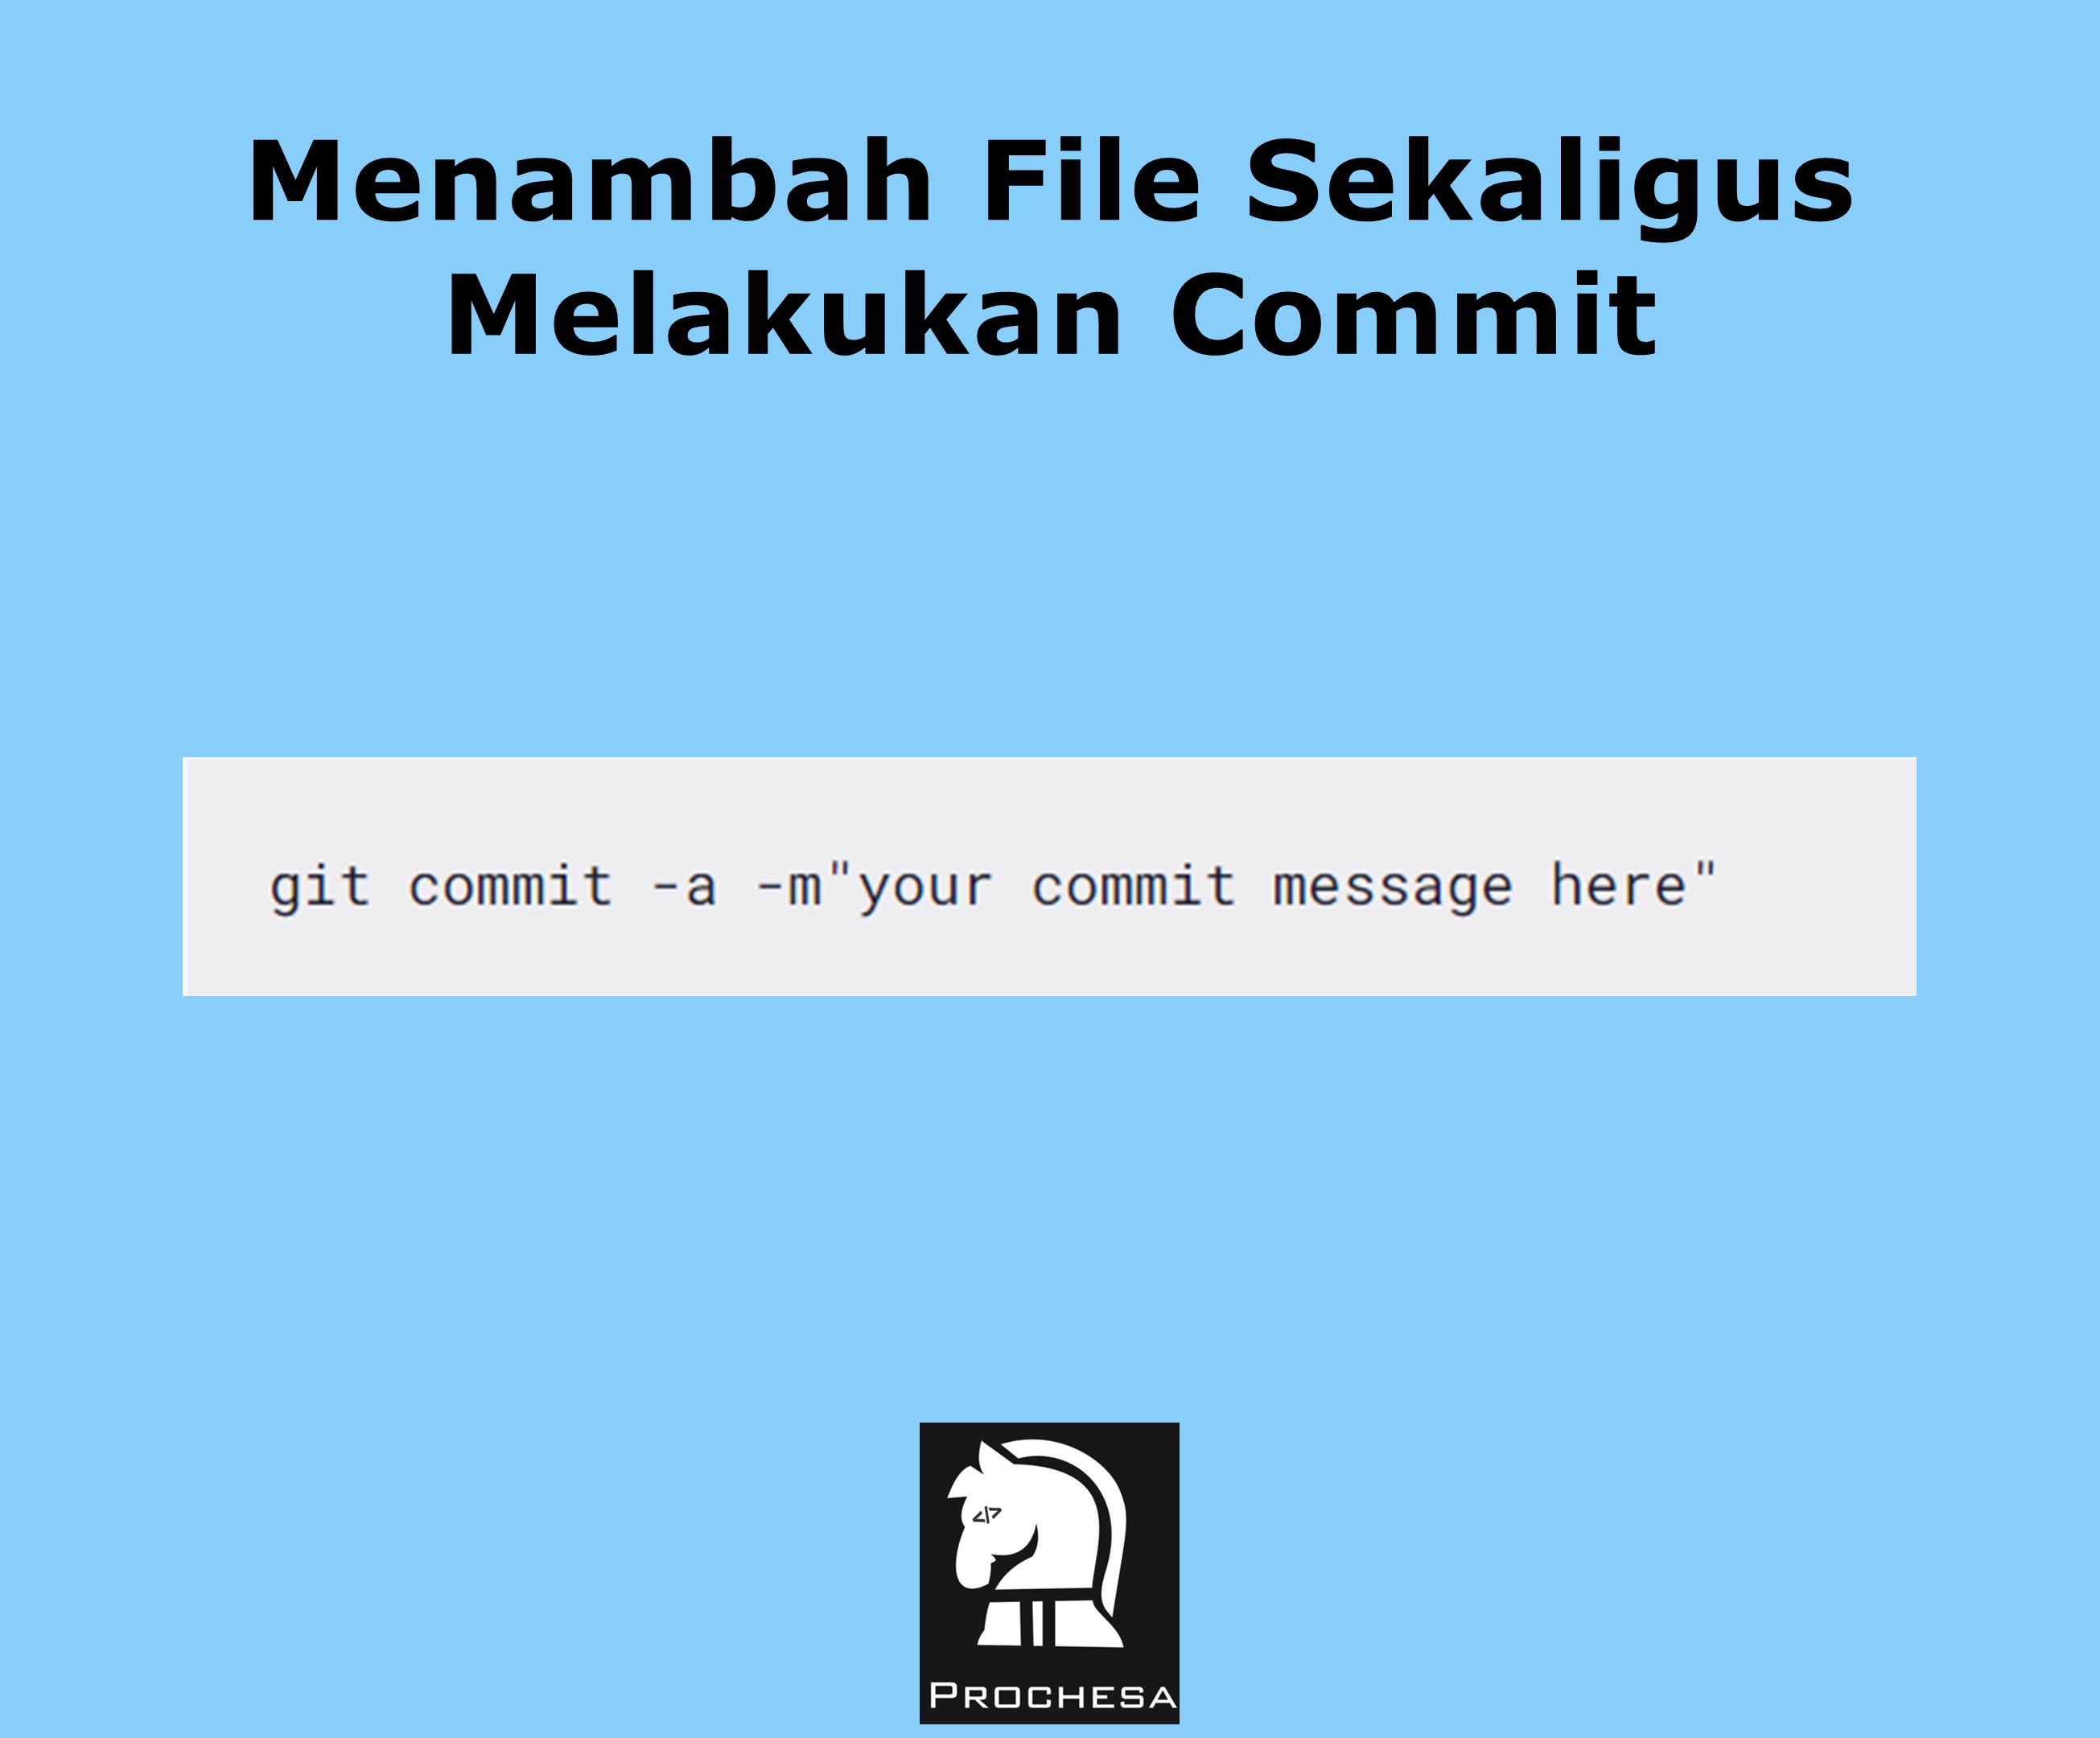 Menambah File Sekaligus
Melakukan Commit
git commit -a -m"your commit message here"
</>
PROCHESA